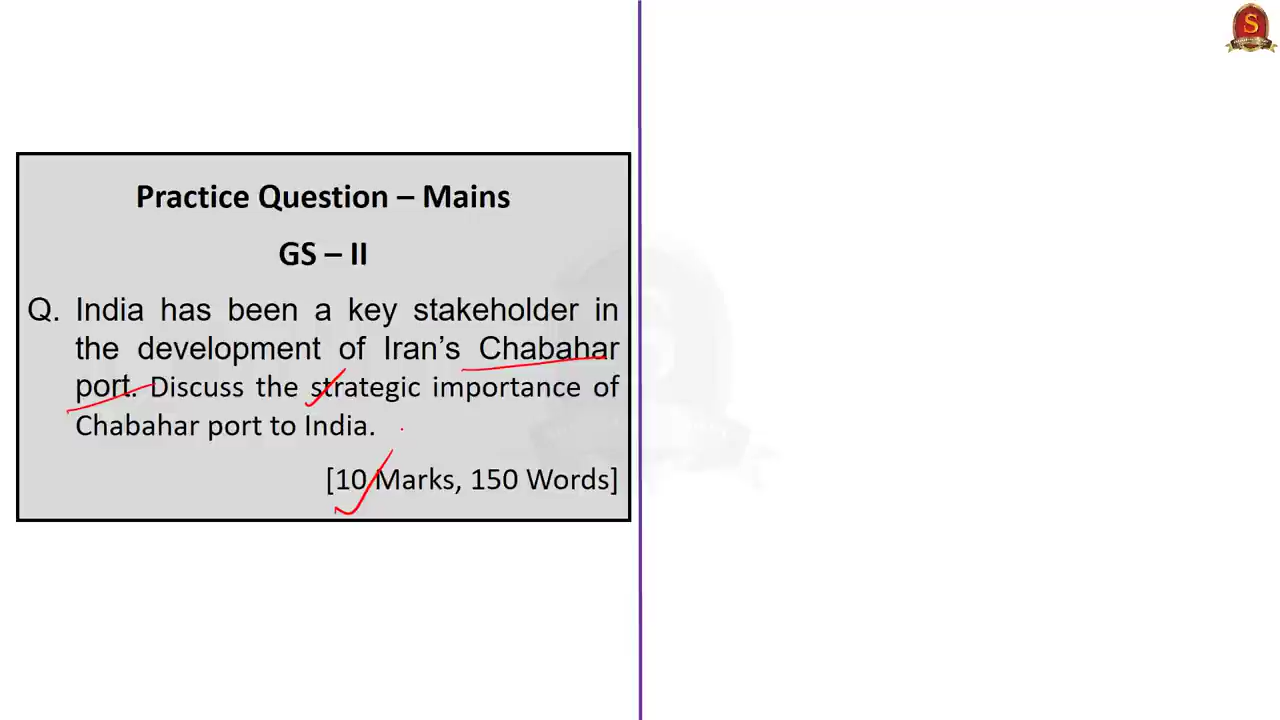 S
Practice Question – Mains
GS – II
Q. India has been a key stakeholder in
the development of Iran's Chabahar
port. Discuss the strategic importance of
Chabahar port to India.
[10 Marks, 150 Words]